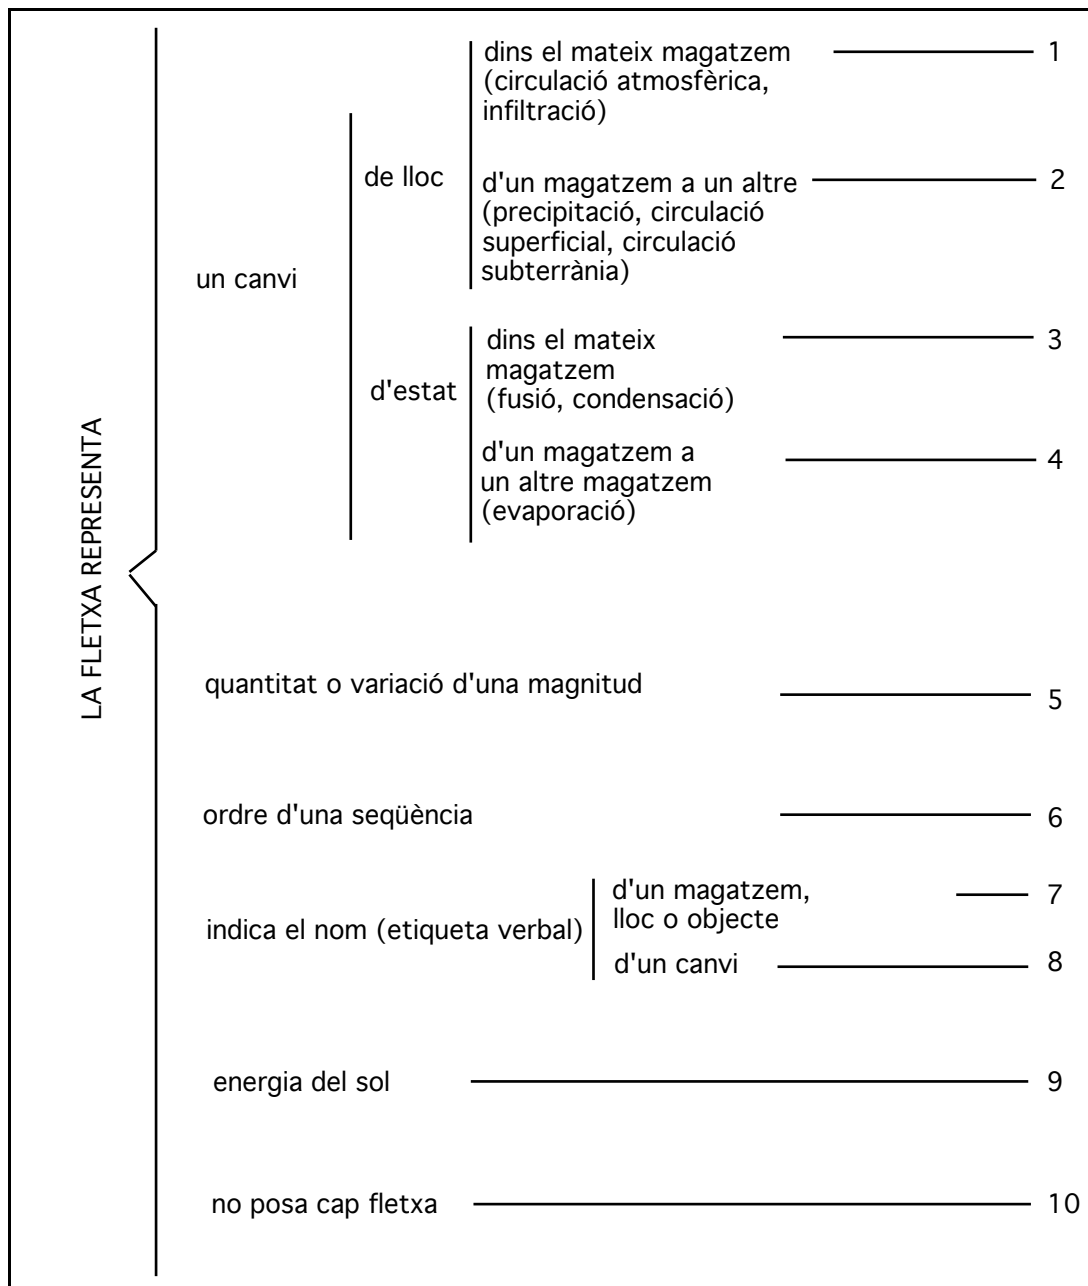 LA FLETXA REPRESENTA
un canvi
de lloc
dins el mateix magatzem 1
(circulació atmosfèrica,
infiltració)
d'un magatzem a un altre 2
(precipitació, circulació
superficial, circulació
subterrània)
d'estat
dins el mateix 3
magatzem
(fusió, condensació)
d'un magatzem a 4
un altre magatzem
(evaporació)
quantitat o variació d'una magnitud 5
ordre d'una seqüència 6
indica el nom (etiqueta verbal)
d'un magatzem, 7
lloc o objecte
d'un canvi 8
energia del sol 9
no posa cap fletxa 10